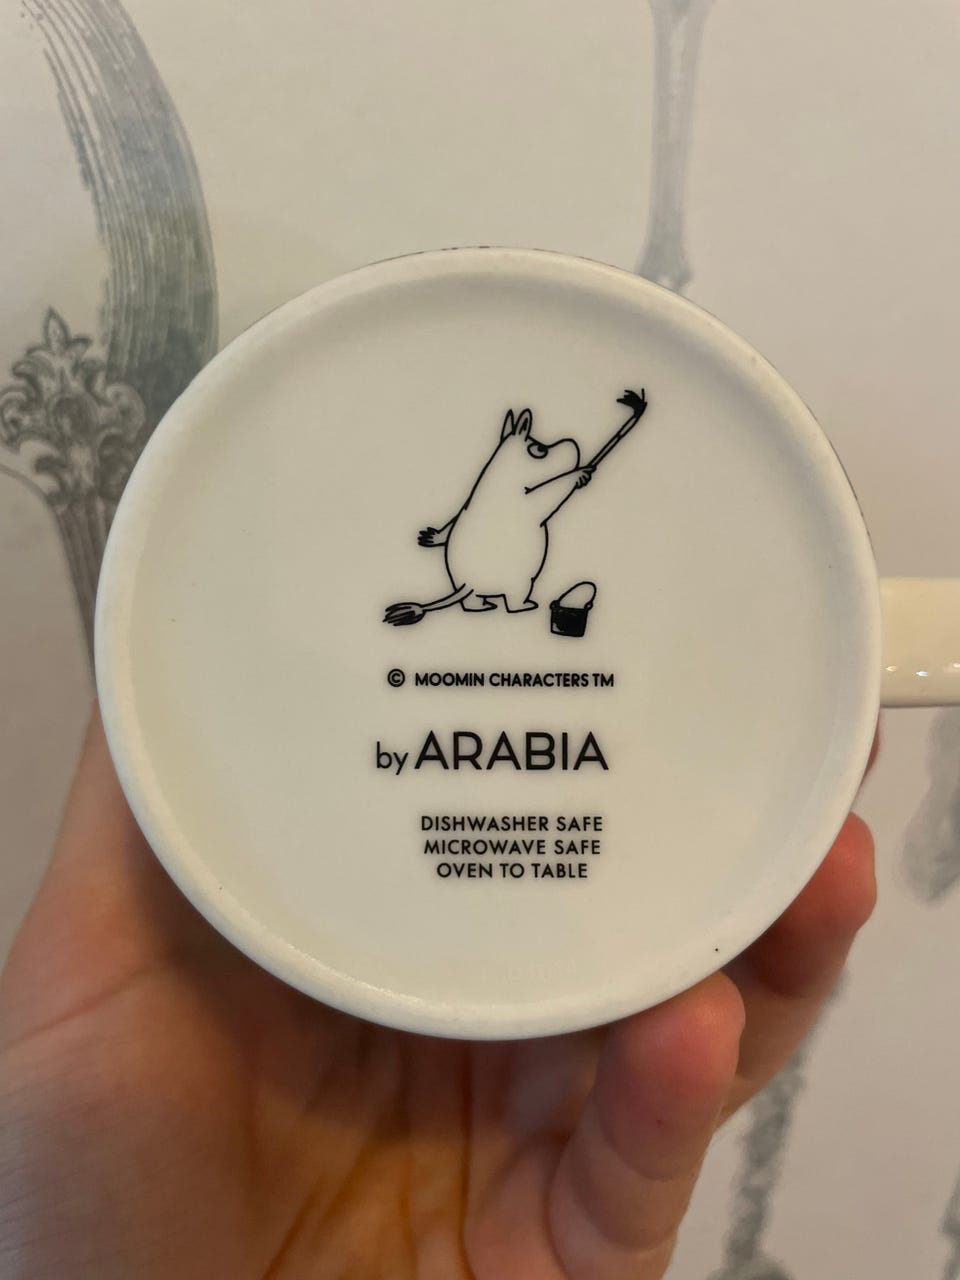 © MOOMIN CHARACTERS TM
by ARABIA
DISHWASHER SAFE
MICROWAVE SAFE
OVEN TO TABLE